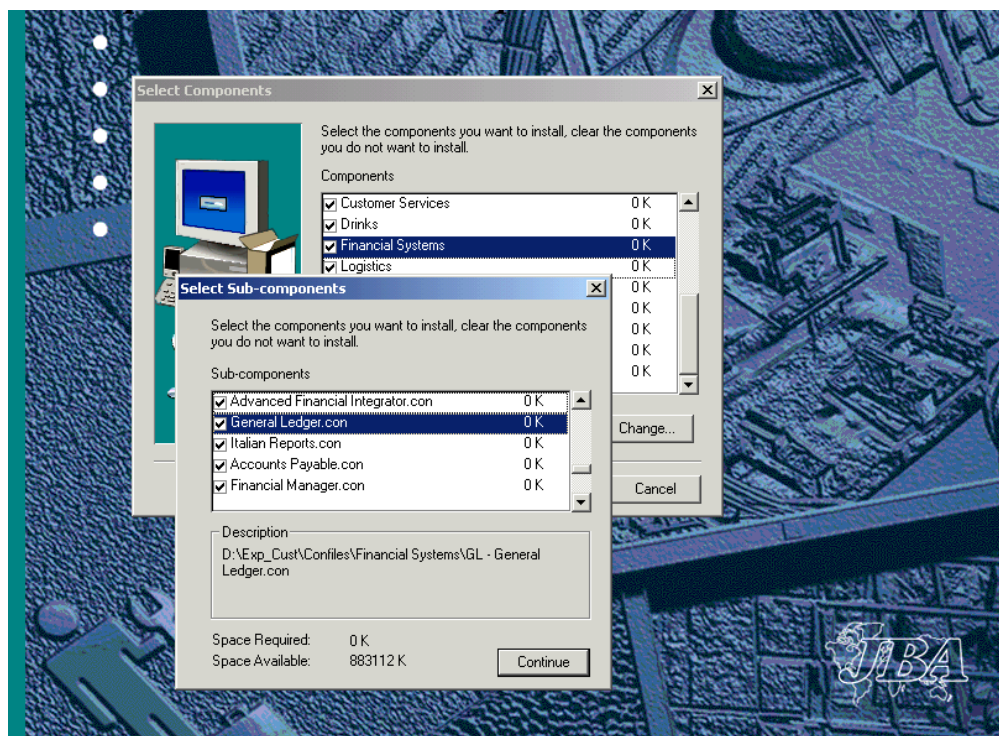 Select Components
Select the components you want to install, clear the components
you do not want to install.
Components
Customer Services 0 K
Drinks 0 K
Financial Systems 0 K
Logistics 0 K
0 K
0 K
0 K
0 K
0 K
Change...
Cancel
Select Sub-components
Select the components you want to install, clear the components
you do not want to install.
Sub-components
Advanced Financial Integrator.con 0 K
General Ledger.con 0 K
Italian Reports.con 0 K
Accounts Payable.con 0 K
Financial Manager.con 0 K
Description
D:\Exp_Cust\Confiles\Financial Systems\GL - General
Ledger.con
Space Required: 0 K
Space Available: 883112 K
Continue
JBA